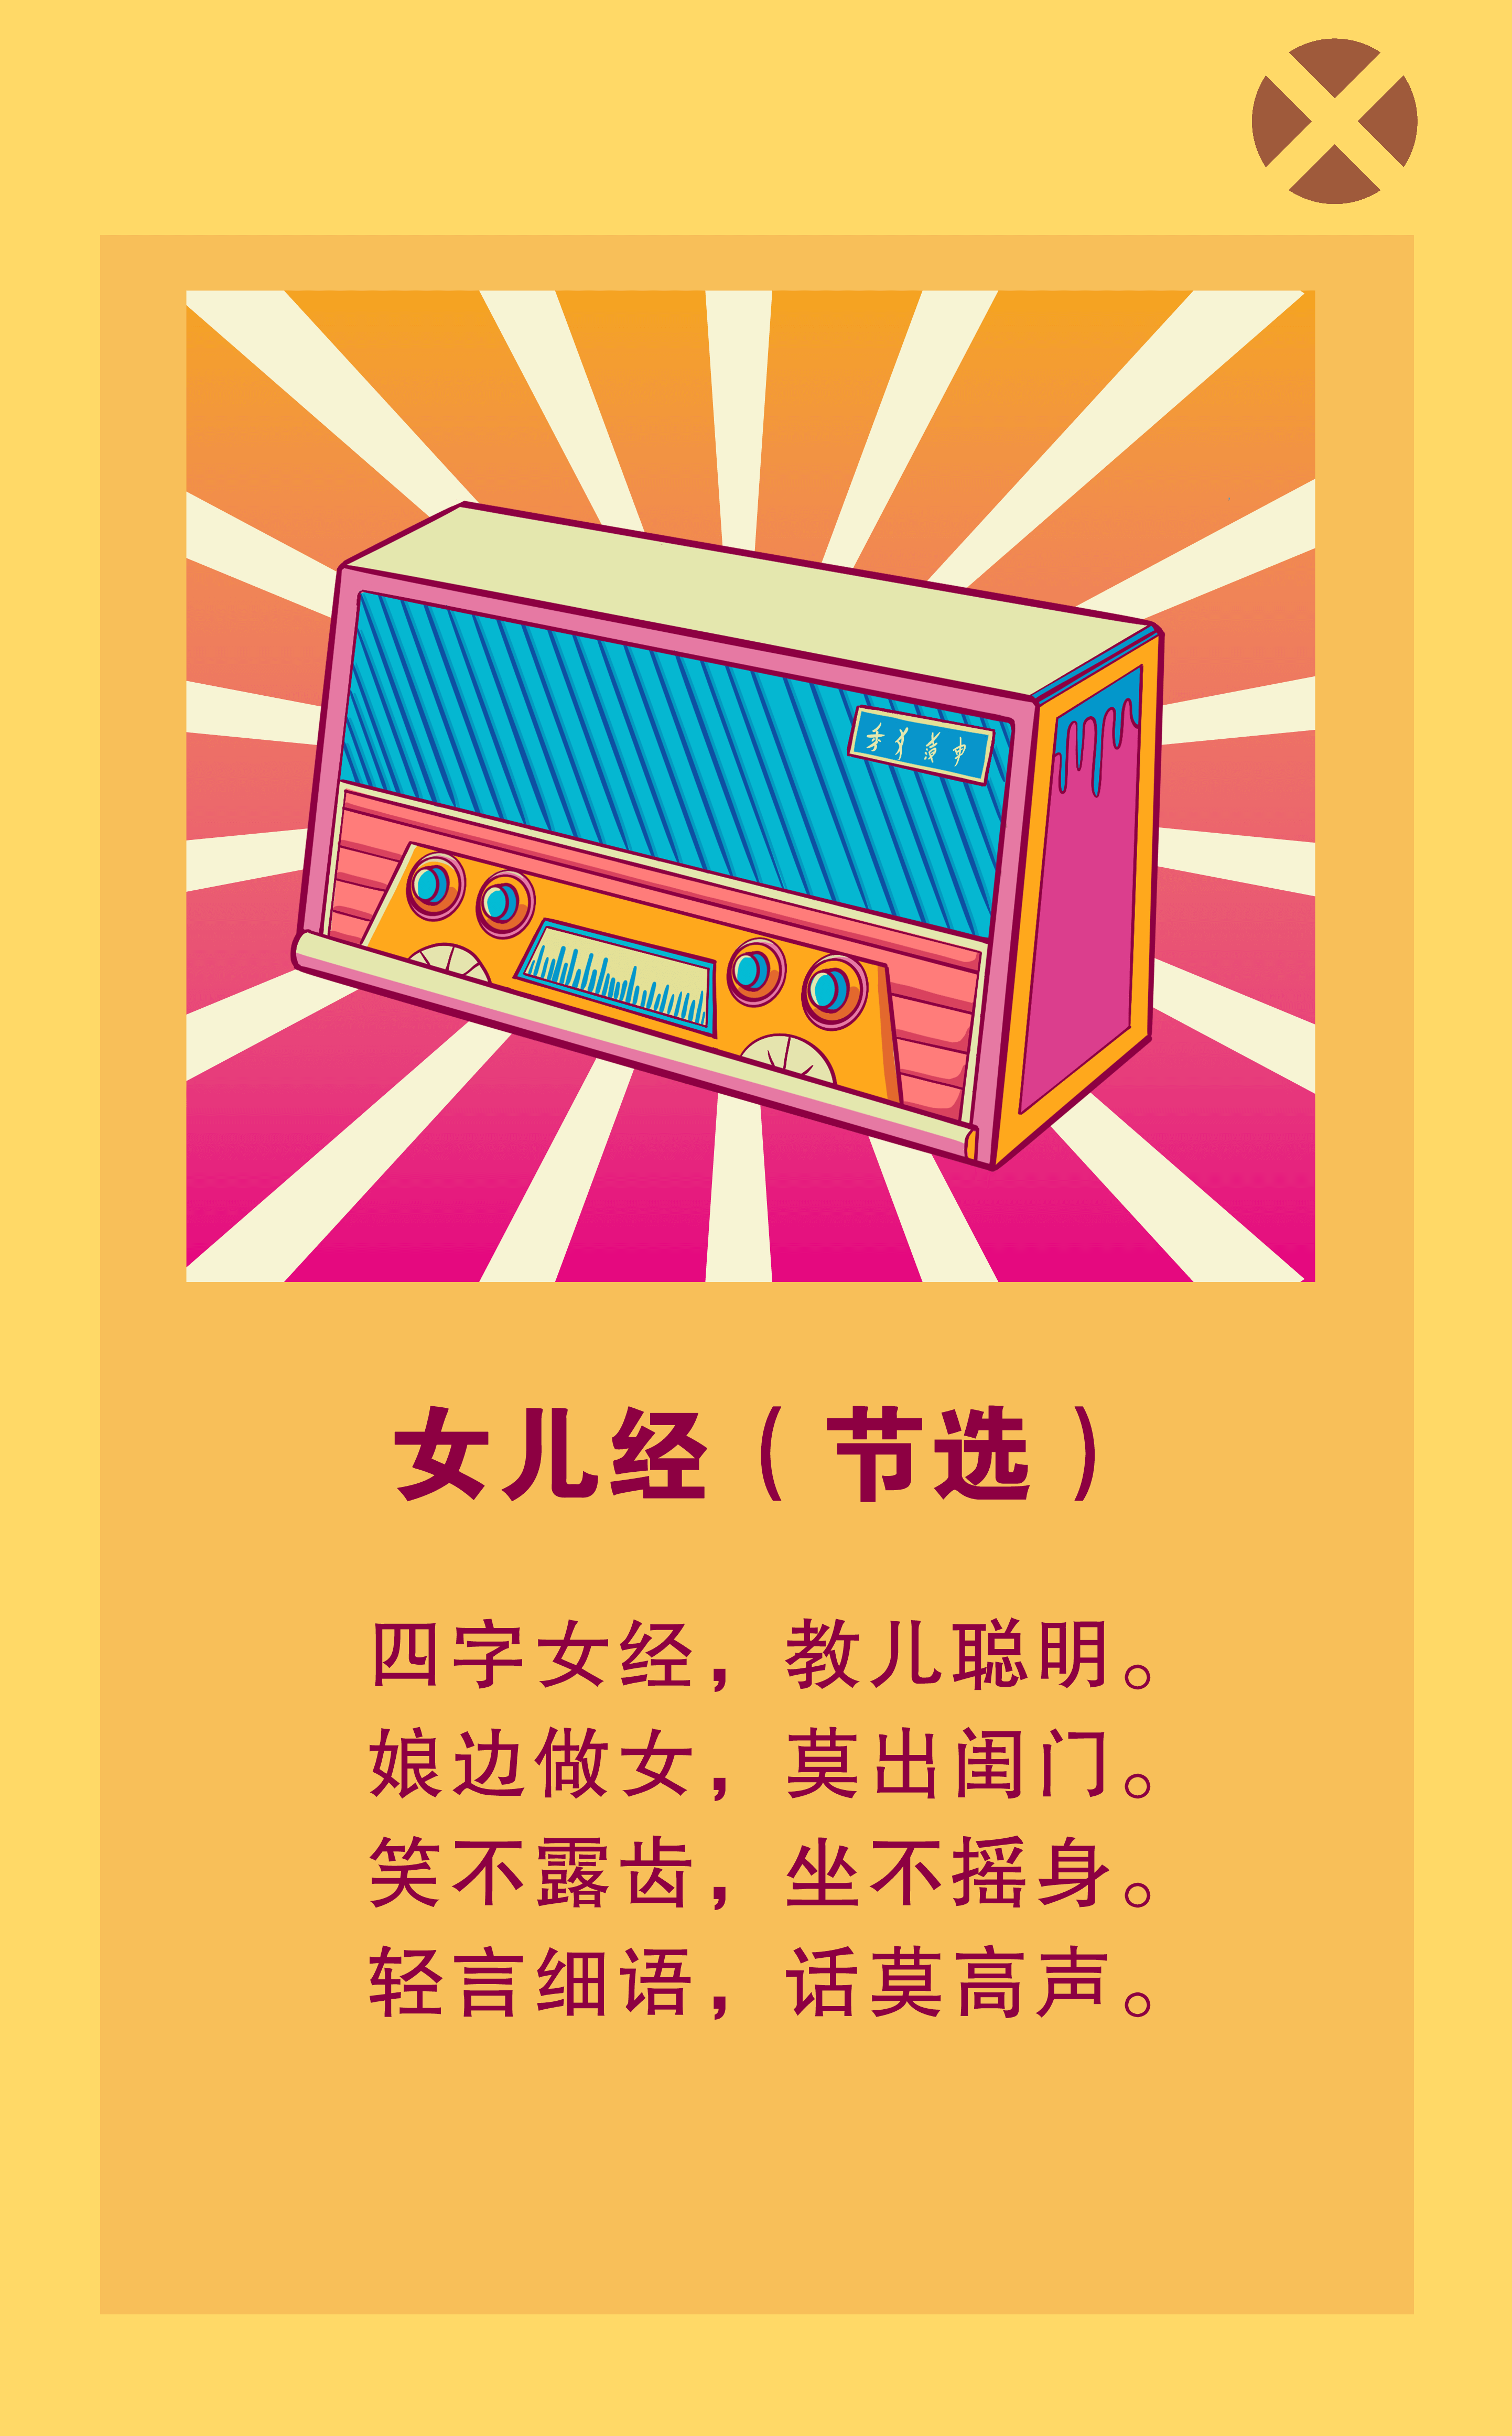 女儿经（节选）
四字女经，教儿聪明。
娘边做女，莫出闺门。
笑不露齿，坐不摇身。
轻言细语，话莫高声。